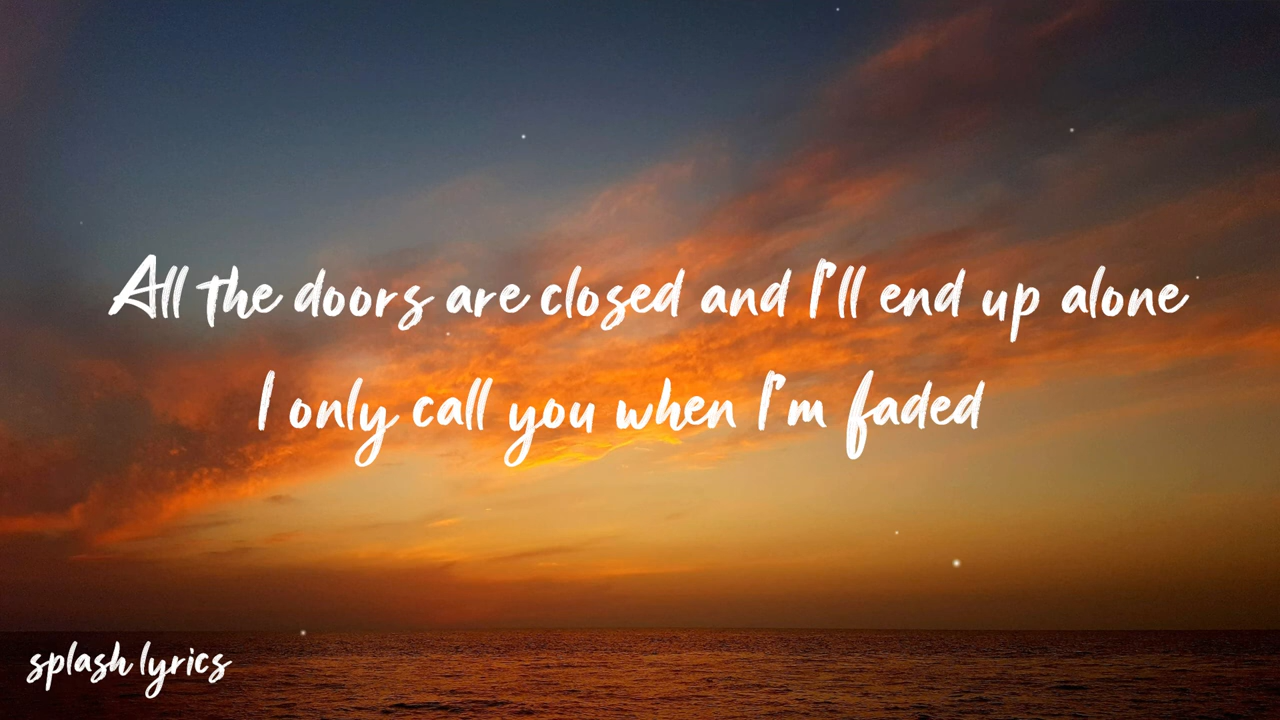 All the doors are closed and I'll end up alone
I only call you when I'm faded
splash lyrics